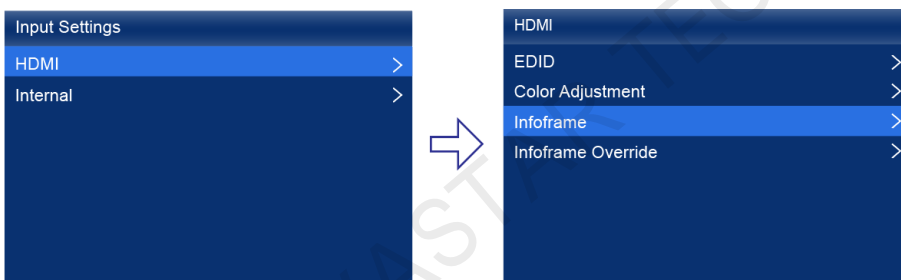 Input Settings
HDMI
Internal
HDMI
EDID
Color Adjustment
Infoframe
Infoframe Override